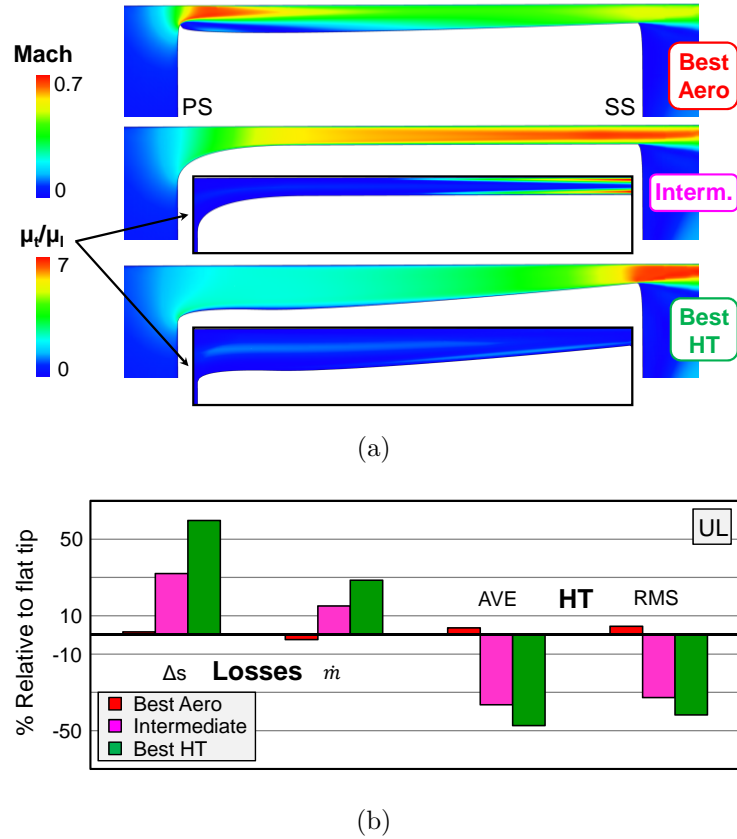 Mach
0.7
0
PS
SS
Best
Aero
Interm.
μt/μl
7
0
Best
HT
(a)
% Relative to flat tip
50
10
-10
-50
UL
AVE HT RMS
Δs Losses ṁ
Best Aero
Intermediate
Best HT
(b)